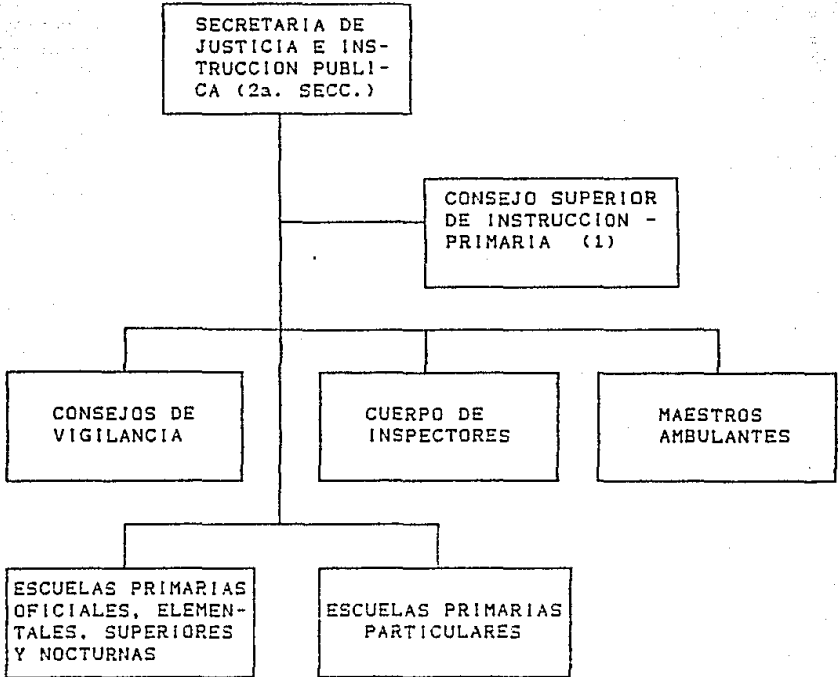 SECRETARIA DE
JUSTICIA E INS-
TRUCCION PUBLI-
CA (2a. SECC.)
CONSEJO SUPERIOR
DE INSTRUCCION -
PRIMARIA (1)
CONSEJOS DE
VIGILANCIA
CUERPO DE
INSPECTORES
MAESTROS
AMBULANTES
ESCUELAS PRIMARIAS
OFICIALES, ELEMEN-
TALES, SUPERIORES
Y NOCTURNAS
ESCUELAS PRIMARIAS
PARTICULARES